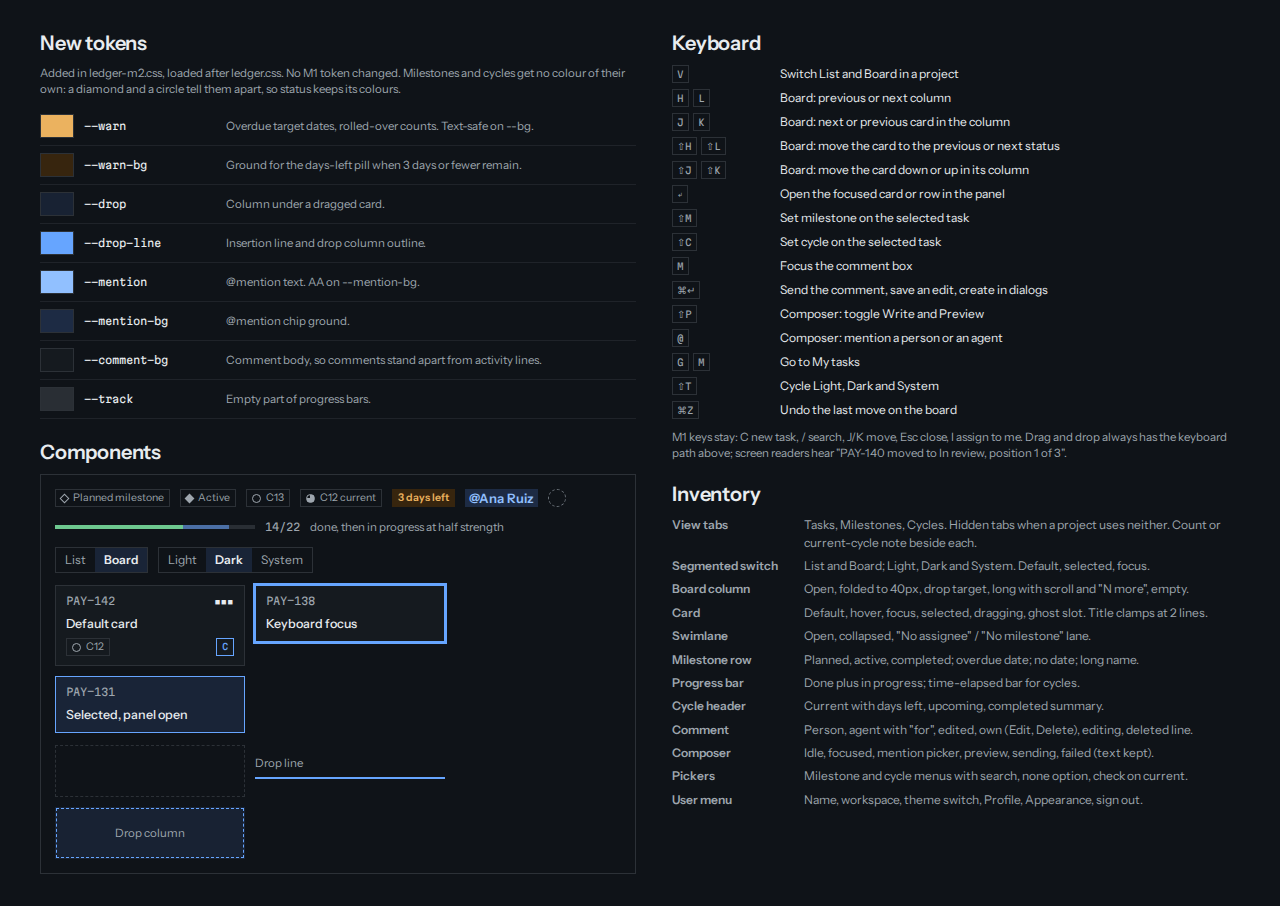 New tokens
Added in ledger-m2.css, loaded after ledger.css. No M1 token changed. Milestones and cycles get no colour of their
own: a diamond and a circle tell them apart, so status keeps its colours.
--warn Overdue target dates, rolled-over counts. Text-safe on --bg.
--warn-bg Ground for the days-left pill when 3 days or fewer remain.
--drop Column under a dragged card.
--drop-line Insertion line and drop column outline.
--mention @mention text. AA on --mention-bg.
--mention-bg @mention chip ground.
--comment-bg Comment body, so comments stand apart from activity lines.
--track Empty part of progress bars.
Components
Planned milestone Active C13 C12 current 3 days left @Ana Ruiz
14/22 done, then in progress at half strength
List Board Light Dark System
PAY-142
Default card
C12 C
PAY-138
Keyboard focus
PAY-131
Selected, panel open
Drop line
Drop column
Keyboard
V Switch List and Board in a project
H L Board: previous or next column
J K Board: next or previous card in the column
⇧H ⇧L Board: move the card to the previous or next status
⇧J ⇧K Board: move the card down or up in its column
↵ Open the focused card or row in the panel
⇧M Set milestone on the selected task
⇧C Set cycle on the selected task
M Focus the comment box
⌘↵ Send the comment, save an edit, create in dialogs
⇧P Composer: toggle Write and Preview
@ Composer: mention a person or an agent
G M Go to My tasks
⇧T Cycle Light, Dark and System
⌘Z Undo the last move on the board
M1 keys stay: C new task, / search, J/K move, Esc close, I assign to me. Drag and drop always has the keyboard
path above; screen readers hear "PAY-140 moved to In review, position 1 of 3".
Inventory
View tabs Tasks, Milestones, Cycles. Hidden tabs when a project uses neither. Count or
current-cycle note beside each.
Segmented switch List and Board; Light, Dark and System. Default, selected, focus.
Board column Open, folded to 40px, drop target, long with scroll and "N more", empty.
Card Default, hover, focus, selected, dragging, ghost slot. Title clamps at 2 lines.
Swimlane Open, collapsed, "No assignee" / "No milestone" lane.
Milestone row Planned, active, completed; overdue date; no date; long name.
Progress bar Done plus in progress; time-elapsed bar for cycles.
Cycle header Current with days left, upcoming, completed summary.
Comment Person, agent with "for", edited, own (Edit, Delete), editing, deleted line.
Composer Idle, focused, mention picker, preview, sending, failed (text kept).
Pickers Milestone and cycle menus with search, none option, check on current.
User menu Name, workspace, theme switch, Profile, Appearance, sign out.